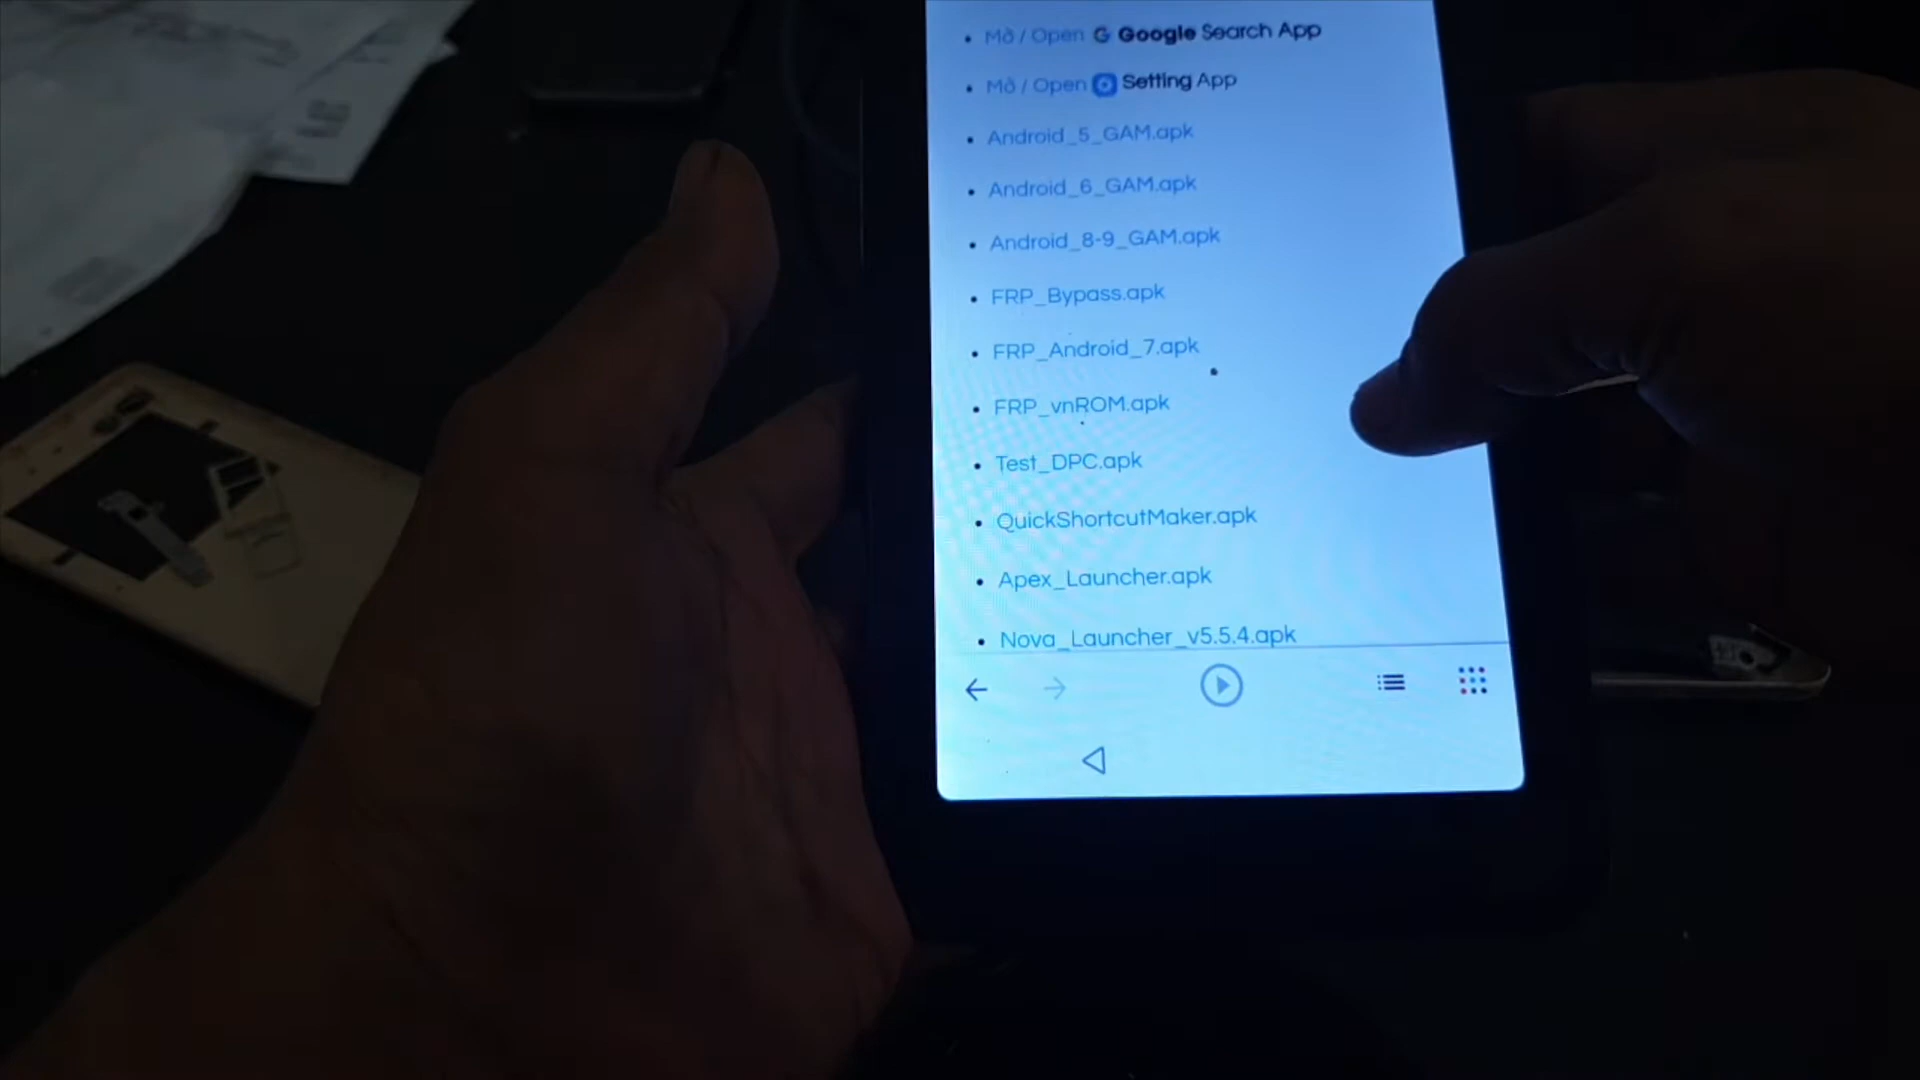 Mở / Open Google Search App
Mở / Open Setting App
Android_5_GAM.apk
Android_6_GAM.apk
Android_8-9_GAM.apk
FRP_Bypass.apk
FRP_Android_7.apk
FRP_vnROM.apk
Test_DPC.apk
QuickShortcutMaker.apk
Apex_Launcher.apk
Nova_Launcher_v5.5.4.apk